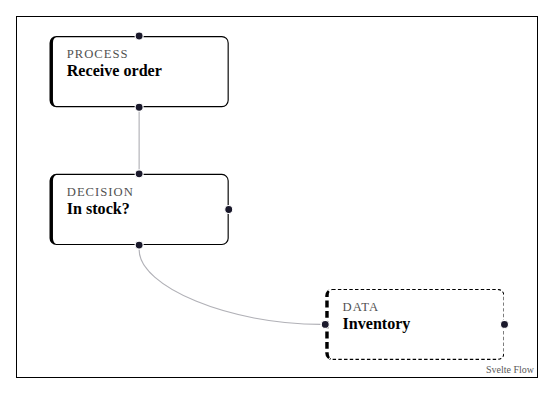 PROCESS
Receive order
DECISION
In stock?
DATA
Inventory
Svelte Flow